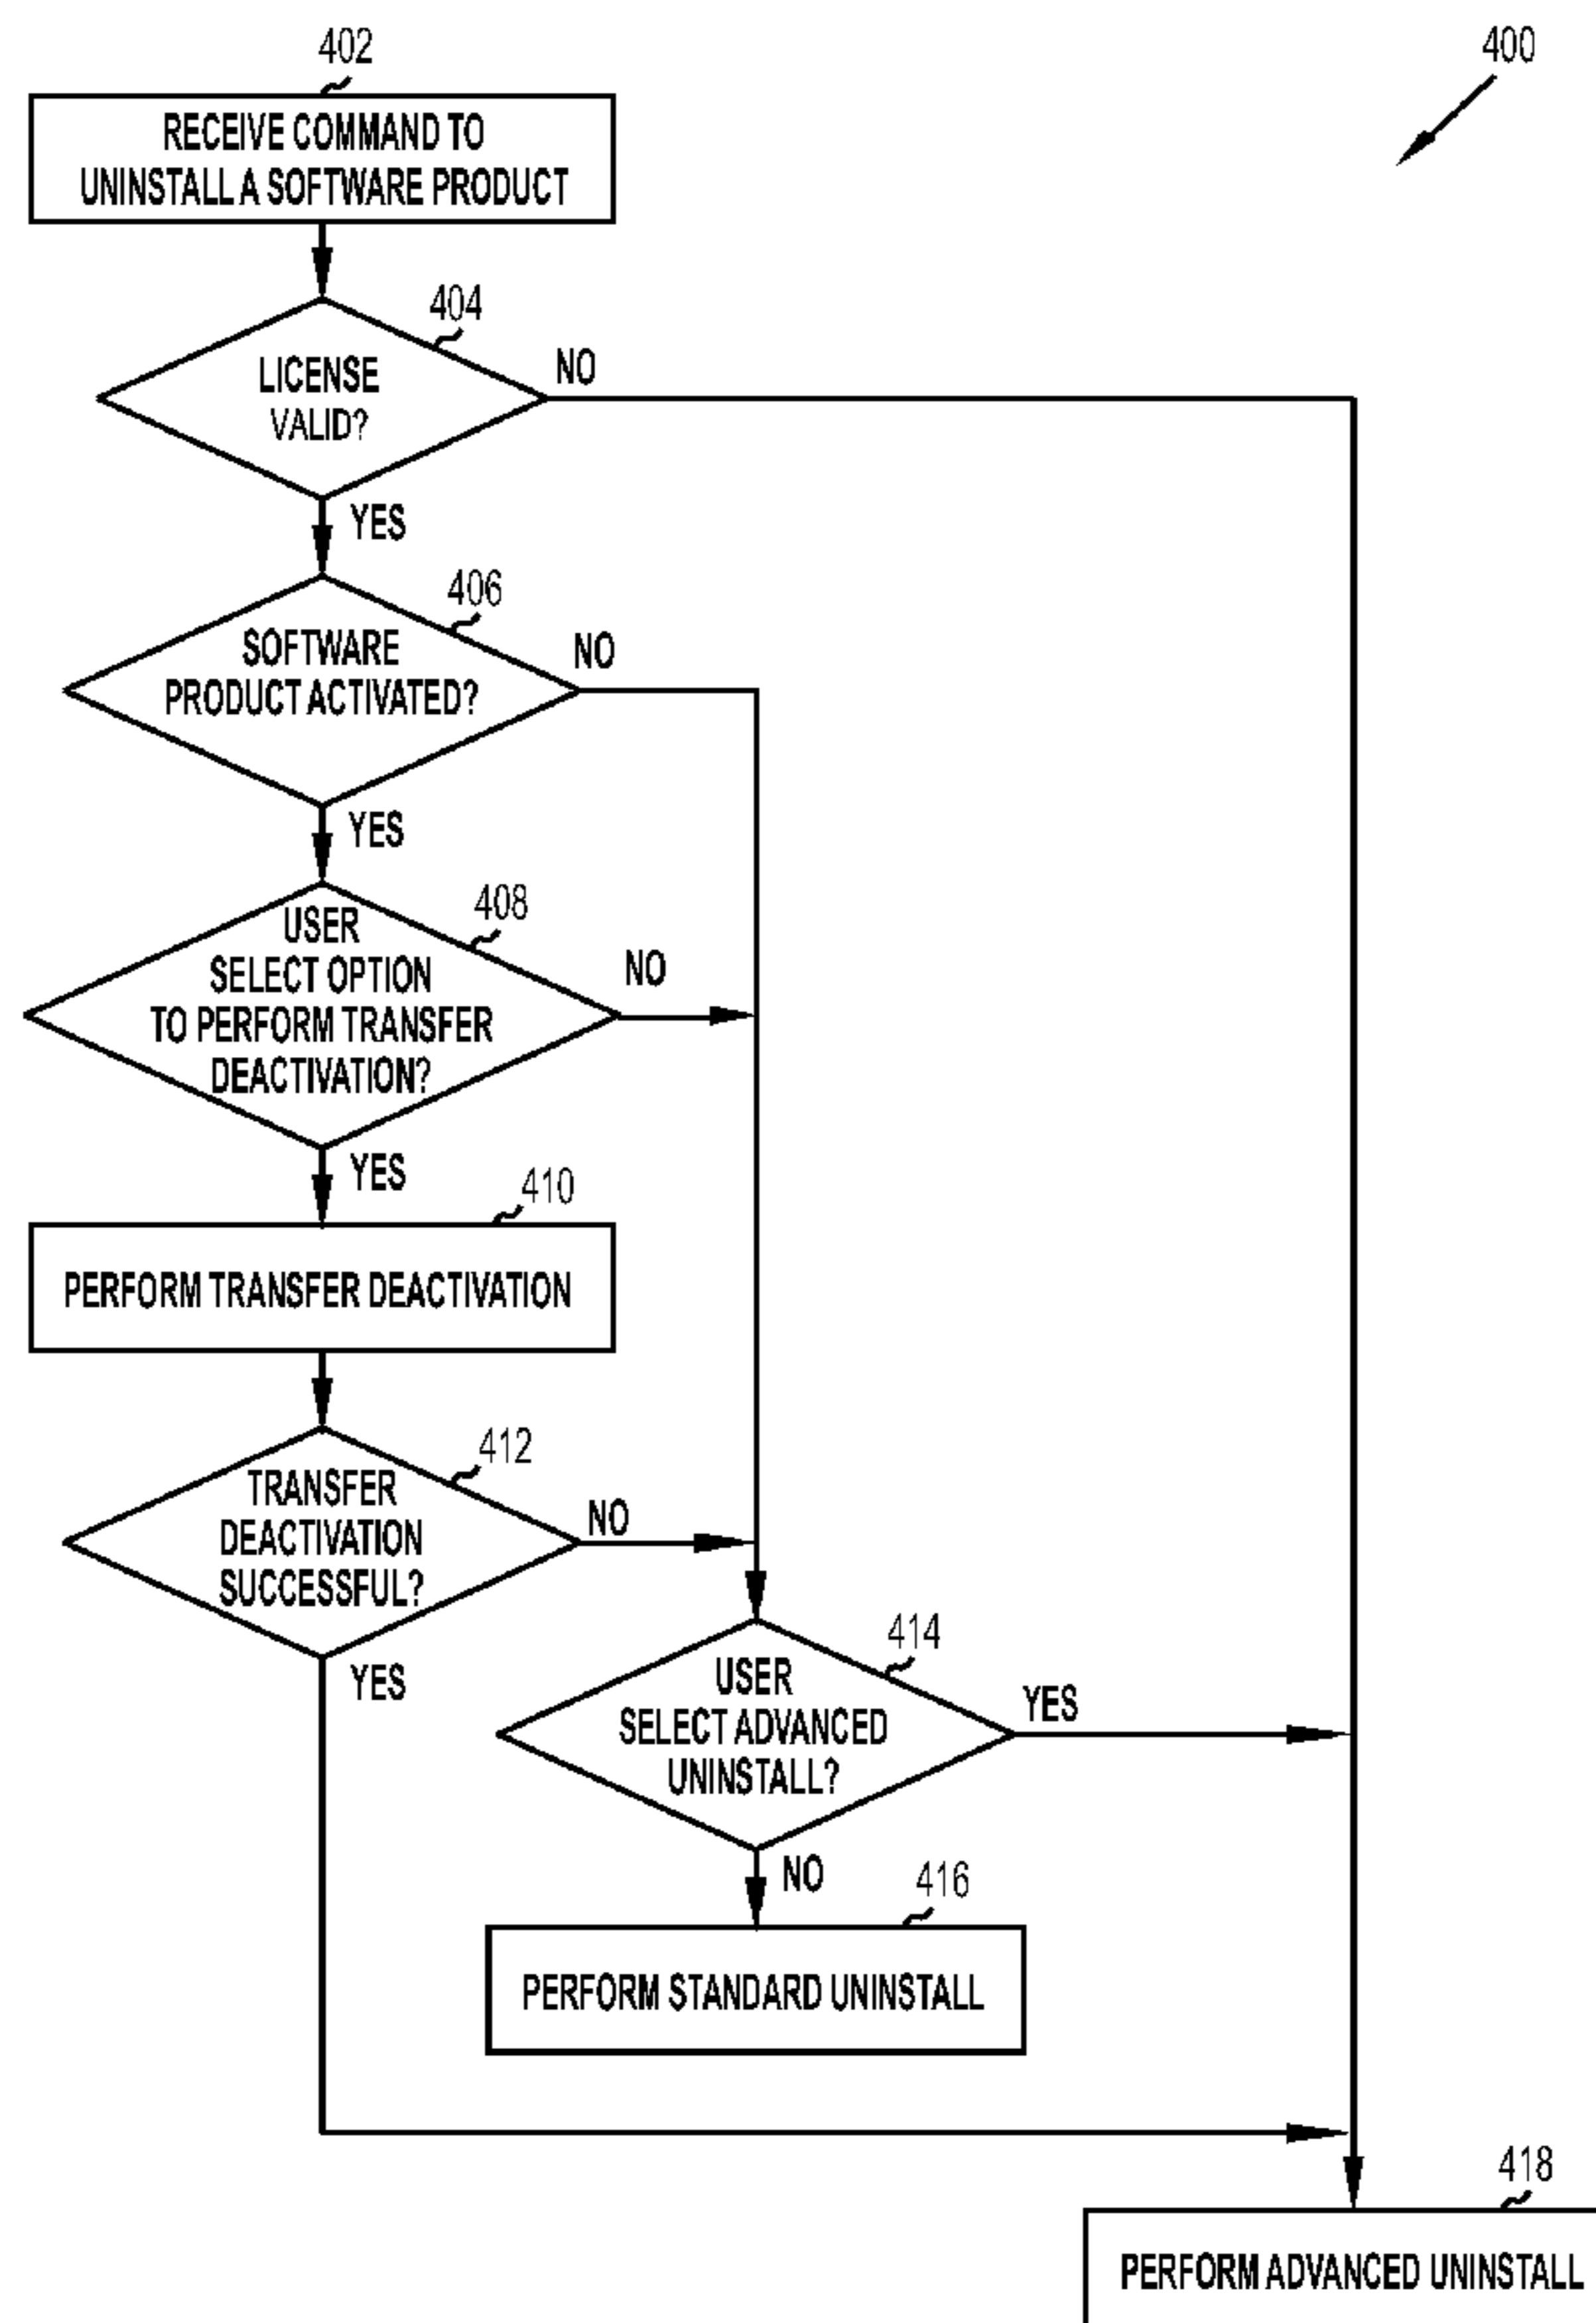 402
400
RECEIVE COMMAND TO
UNINSTALL A SOFTWARE PRODUCT
404
LICENSE
VALID?
NO
YES
406
SOFTWARE
PRODUCT ACTIVATED?
NO
YES
408
USER
SELECT OPTION
TO PERFORM TRANSFER
DEACTIVATION?
NO
YES
410
PERFORM TRANSFER DEACTIVATION
412
TRANSFER
DEACTIVATION
SUCCESSFUL?
NO
YES
414
USER
SELECT ADVANCED
UNINSTALL?
YES
NO
416
PERFORM STANDARD UNINSTALL
418
PERFORM ADVANCED UNINSTALL